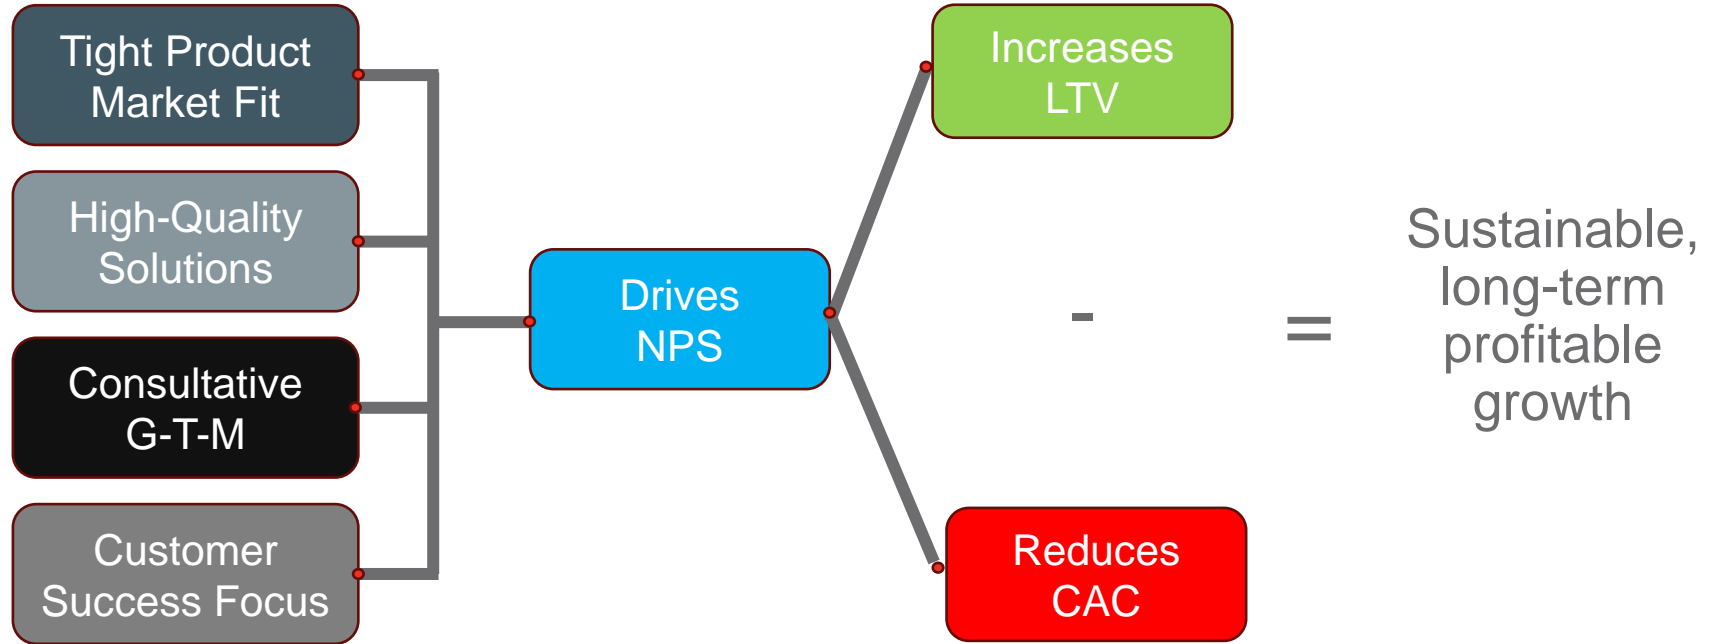 Tight Product
Market Fit
High-Quality
Solutions
Consultative
G-T-M
Customer
Success Focus
Drives
NPS
Increases
LTV
-
Reduces
CAC
=
Sustainable,
long-term
profitable
growth